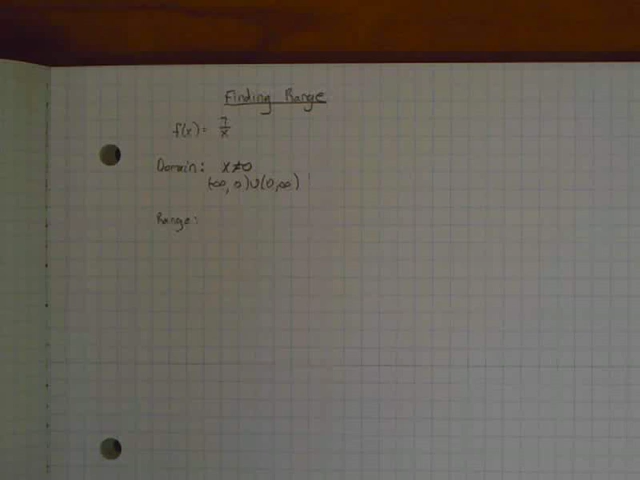 Finding Range
f(x) = 7/x
Domain: x≠0
(-∞, 0)∪(0,∞)
Range: